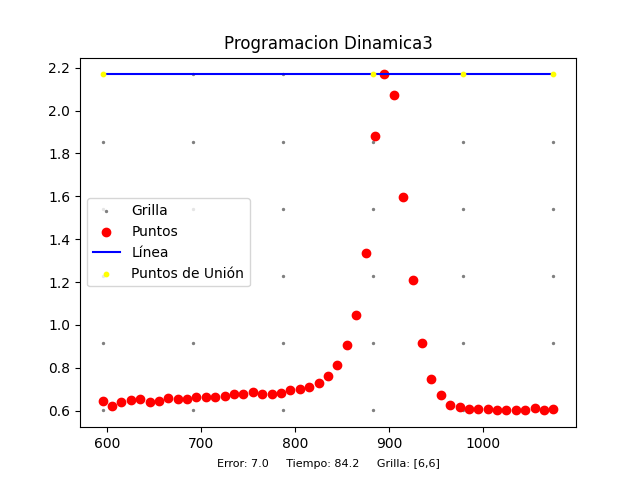 Programacion Dinamica3
2.2
2.0
1.8
1.6
1.4
1.2
1.0
0.8
0.6
Grilla
Puntos
Línea
Puntos de Unión
600 700 800 900 1000
Error: 7.0 Tiempo: 84.2 Grilla: [6,6]